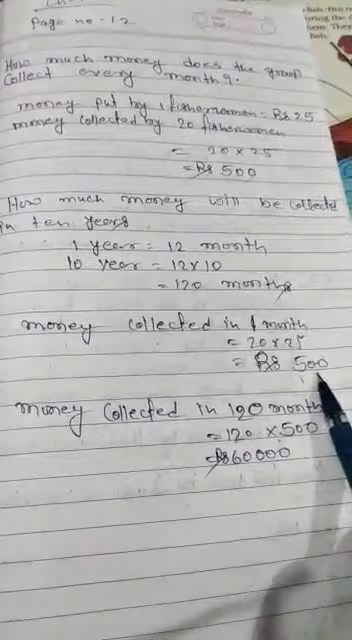 Page no - 12
How much money does the group
collect every month?
money put by 1 fisherwoman = Rs 25
money collected by 20 fisherwomen
= 20 x 25
= Rs 500
How much money will be collected
in ten years
1 year = 12 month
10 year = 12 x 10
= 120 months
money collected in 1 month
= 20 x 25
= Rs 500
money collected in 120 month
= 120 x 500
= Rs 60000